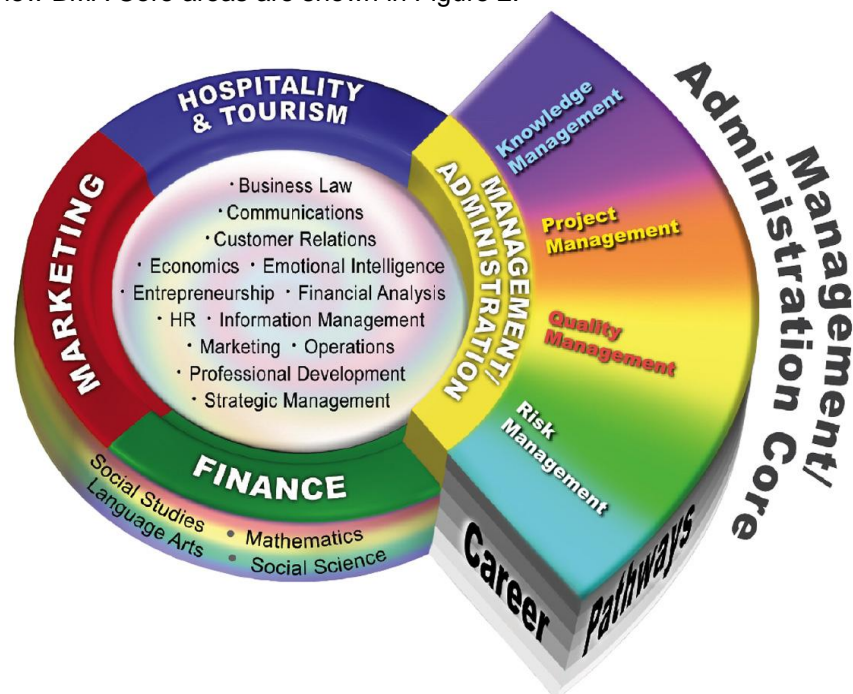 HOSPITALITY
& TOURISM
MARKETING
· Business Law
· Communications
· Customer Relations
· Economics · Emotional Intelligence
· Entrepreneurship · Financial Analysis
· HR · Information Management
· Marketing · Operations
· Professional Development
· Strategic Management
MANAGEMENT/
ADMINISTRATION
FINANCE
Social Studies • Mathematics
Language Arts • Social Science
Knowledge
Management
Project
Management
Quality
Management
Risk
Management
Career
Pathways
Management/
Administration Core